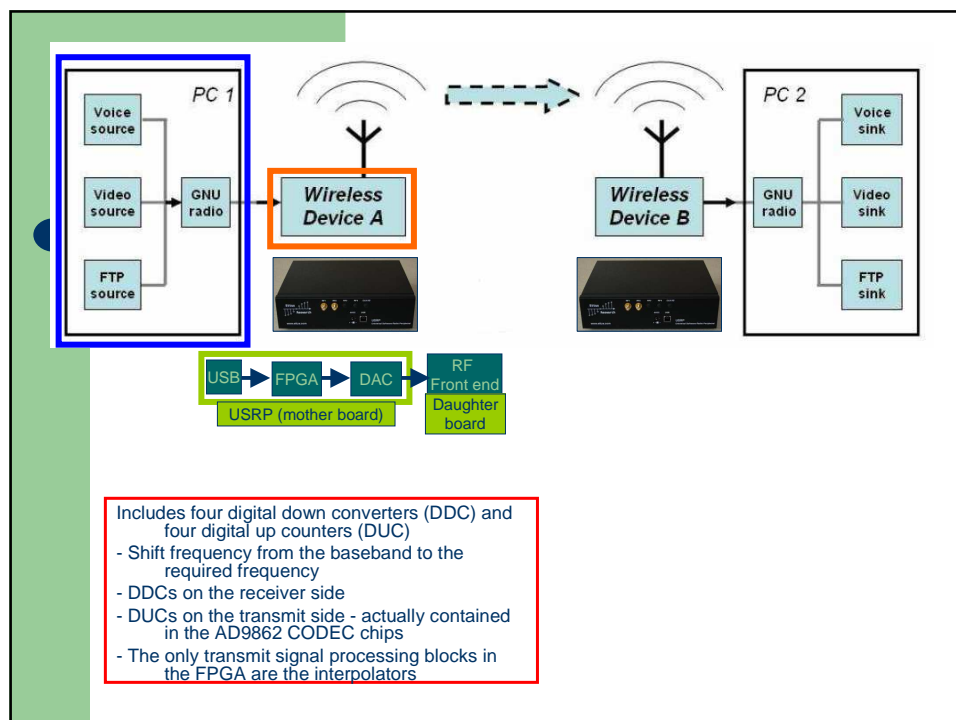 PC 1
Voice
source
Video
source
FTP
source
GNU
radio
Wireless
Device A
Wireless
Device B
PC 2
GNU
radio
Voice
sink
Video
sink
FTP
sink
USB
FPGA
DAC
RF
Front end
USRP (mother board)
Daughter
board
Includes four digital down converters (DDC) and
four digital up counters (DUC)
- Shift frequency from the baseband to the
required frequency
- DDCs on the receiver side
- DUCs on the transmit side - actually contained
in the AD9862 CODEC chips
- The only transmit signal processing blocks in
the FPGA are the interpolators